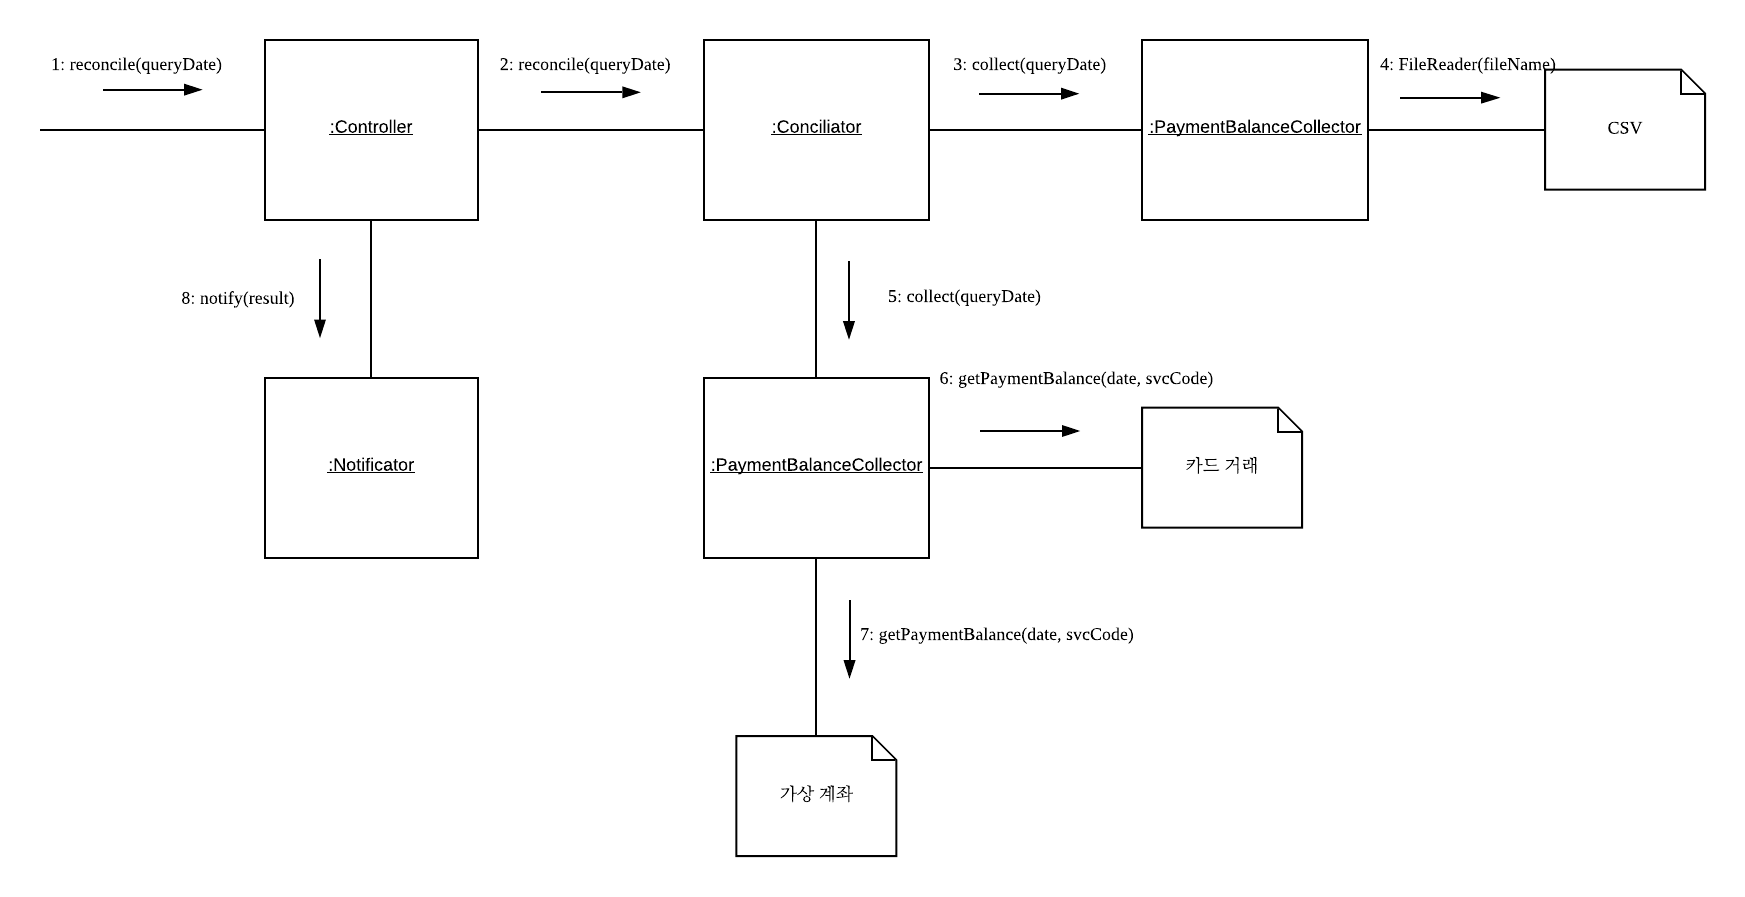 1: reconcile(queryDate)
2: reconcile(queryDate)
3: collect(queryDate)
4: FileReader(fileName)
:Controller
:Conciliator
:PaymentBalanceCollector
CSV
8: notify(result)
5: collect(queryDate)
6: getPaymentBalance(date, svcCode)
:Notificator
:PaymentBalanceCollector
카드 거래
7: getPaymentBalance(date, svcCode)
가상 계좌